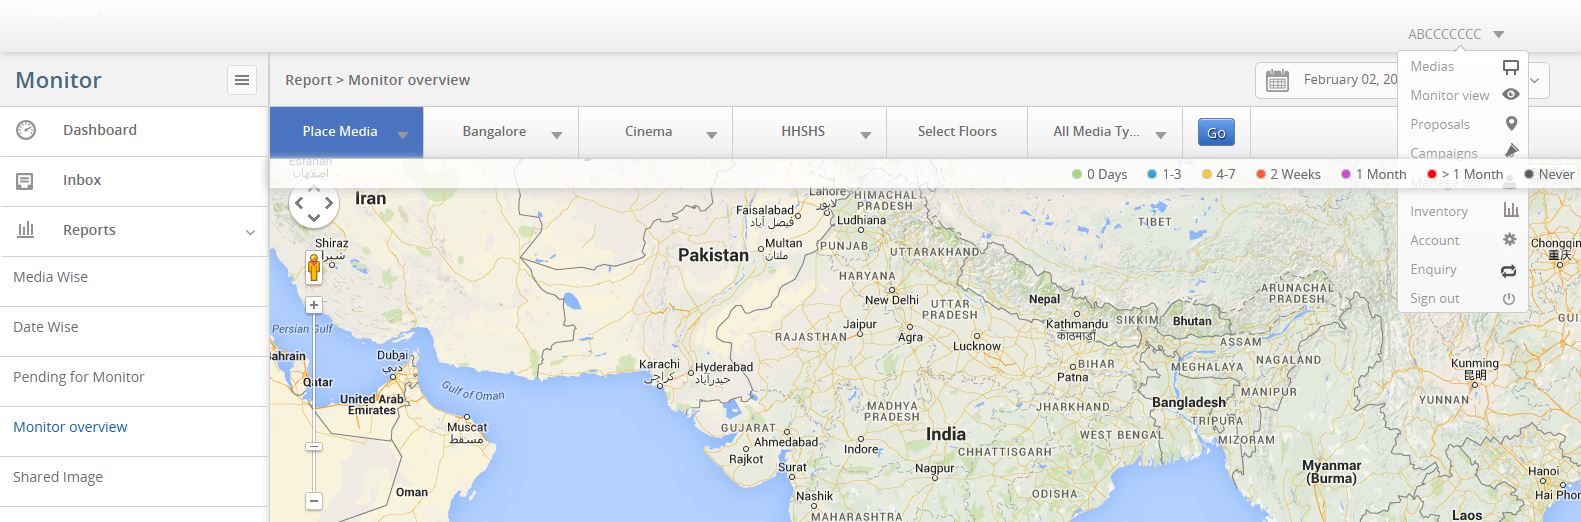 ABCCCCCCC
Monitor
Report > Monitor overview
February 02, 20
Medias
Monitor view
Proposals
Campaigns
Inventory
Account
Enquiry
Sign out
Dashboard
Inbox
Reports
Media Wise
Date Wise
Pending for Monitor
Monitor overview
Shared Image
Place Media
Bangalore
Cinema
HHSHS
Select Floors
All Media Ty...
Go
0 Days
1-3
4-7
2 Weeks
1 Month
> 1 Month
Never
Esfahan
اصفهان
Iran
Shiraz
شیراز
Persian Gulf
Bahrain
Qatar
Dubai
دبي
United Arab
Emirates
Gulf of Oman
Muscat
مسقط
Oman
Pakistan
Faisalabad
فیصل آباد
Lahore
لاہور
Multan
ملتان
Karachi
کراچی
Hyderabad
حیدرآباد
HIMACHAL
PRADESH
Ludhiana
PUNJAB
UTTARAKHAND
HARYANA
New Delhi
UTTAR
PRADESH
Jaipur
Agra
RAJASTHAN
Lucknow
Nepal
Kathmandu
काठमाडौं
SIKKIM
Bhutan
TIBET
ARUNACHAL
PRADESH
ASSAM
NAGALAND
MEGHALAYA
MANIPUR
BIHAR
Patna
Bangladesh
JHARKHAND
TRIPURA
MIZORAM
WEST BENGAL
MADHYA
PRADESH
GUJARAT
Ahmedabad
Rajkot
Indore
India
CHHATTISGARH
Surat
Nagpur
Nashik
ODISHA
MAHARASHTRA
Myanmar
(Burma)
Chongqin
重庆
Kunming
昆明
YUNNAN
GUI
Hanoi
Hai Phon
Laos